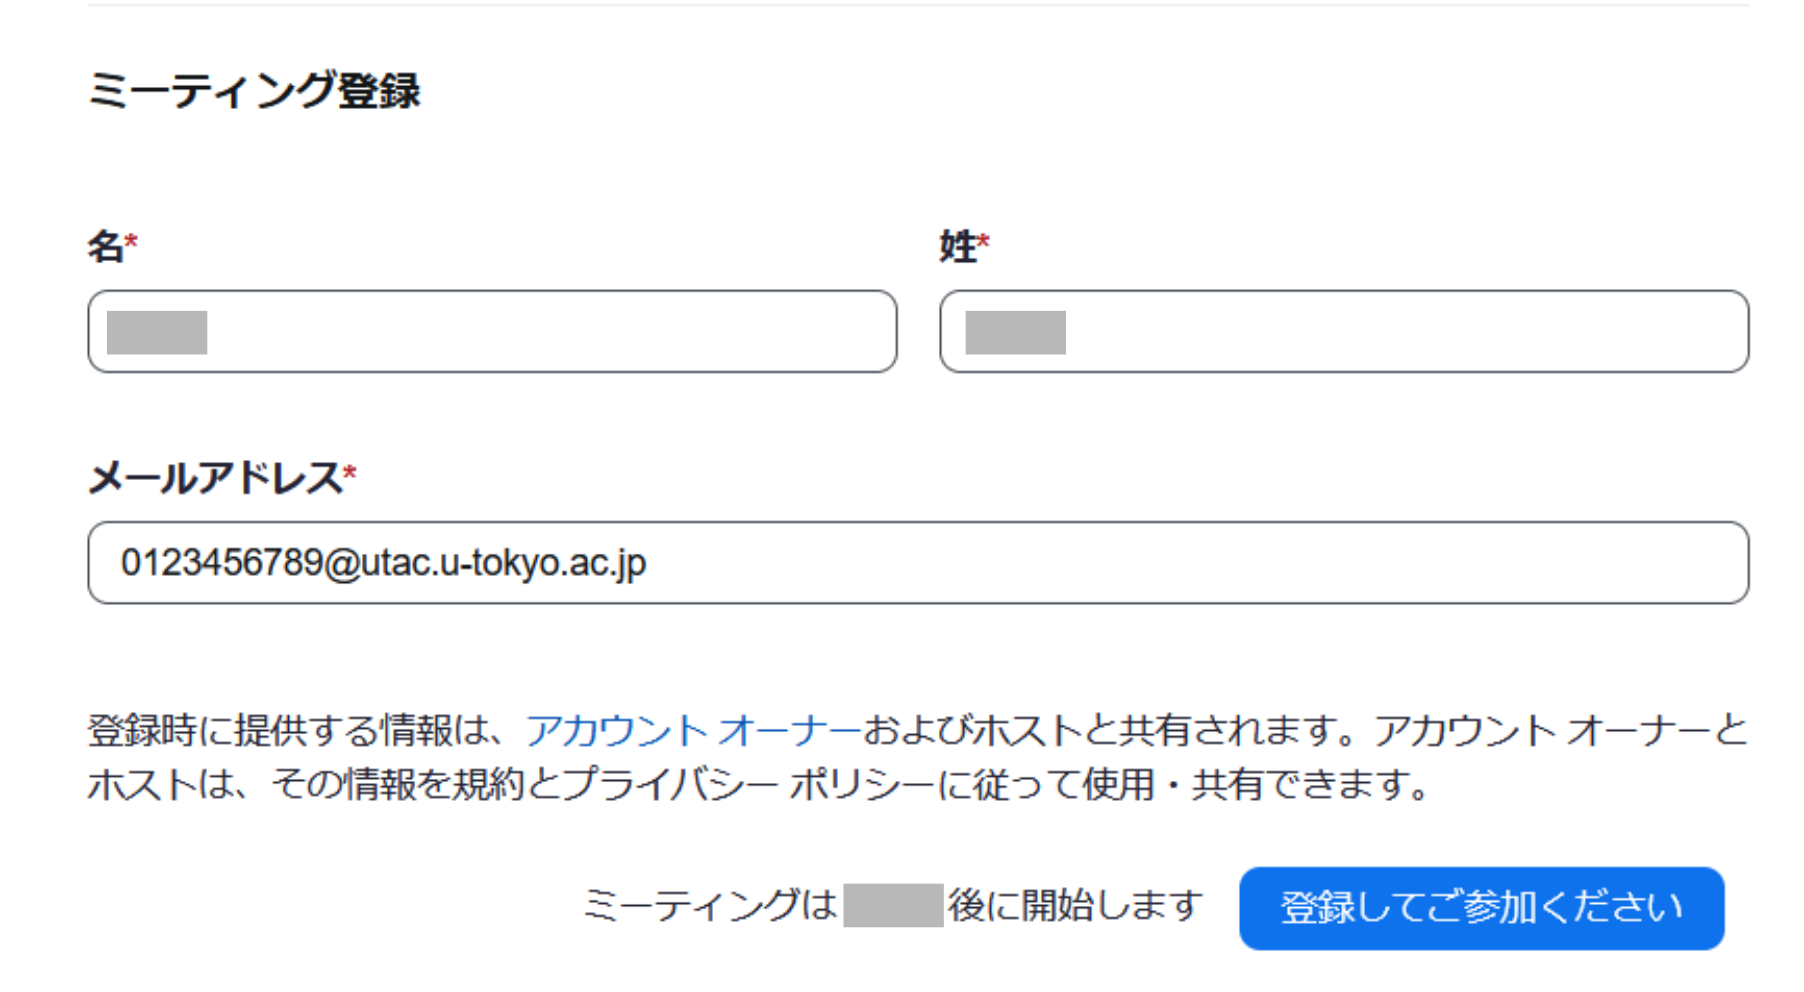 ミーティング登録
名* 姓*
メールアドレス*
0123456789@utac.u-tokyo.ac.jp
登録時に提供する情報は、アカウント オーナーおよびホストと共有されます。アカウント オーナーと
ホストは、その情報を規約とプライバシー ポリシーに従って使用・共有できます。
ミーティングは 後に開始します 登録してご参加ください